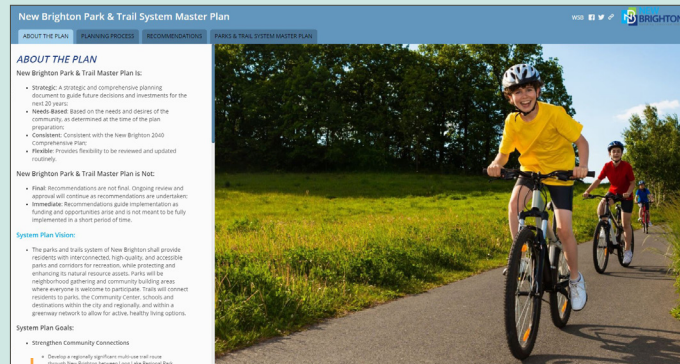 New Brighton Park & Trail System Master Plan
WSB
BRIGHTON
ABOUT THE PLAN
PLANNING PROCESS
RECOMMENDATIONS
PARKS & TRAIL SYSTEM MASTER PLAN
ABOUT THE PLAN
New Brighton Park & Trail Master Plan Is:
• Strategic: A strategic and comprehensive planning
document to guide future decisions and investments for the
next 20 years;
• Needs-Based: Based on the needs and desires of the
community, as determined at the time of the plan
preparation;
• Consistent: Consistent with the New Brighton 2040
Comprehensive Plan;
• Flexible: Provides flexibility to be reviewed and updated
routinely.
New Brighton Park & Trail Master Plan is Not:
• Final: Recommendations are not final. Ongoing review and
approval will continue as recommendations are undertaken;
• Immediate: Recommendations guide implementation as
funding and opportunities arise and is not meant to be fully
implemented in a short period of time.
System Plan Vision:
• The parks and trails system of New Brighton shall provide
residents with interconnected, high-quality, and accessible
parks and corridors for recreation, while protecting and
enhancing its natural resource assets. Parks will be
neighborhood gathering and community building areas
where everyone is welcome to participate. Trails will connect
residents to parks, the Community Center, schools and
destinations within the city and regionally, and within a
greenway network to allow for active, healthy living options.
System Plan Goals:
• Strengthen Community Connections
• Develop a regionally significant multi-use trail route
through New Brighton between Long Lake Regional Park